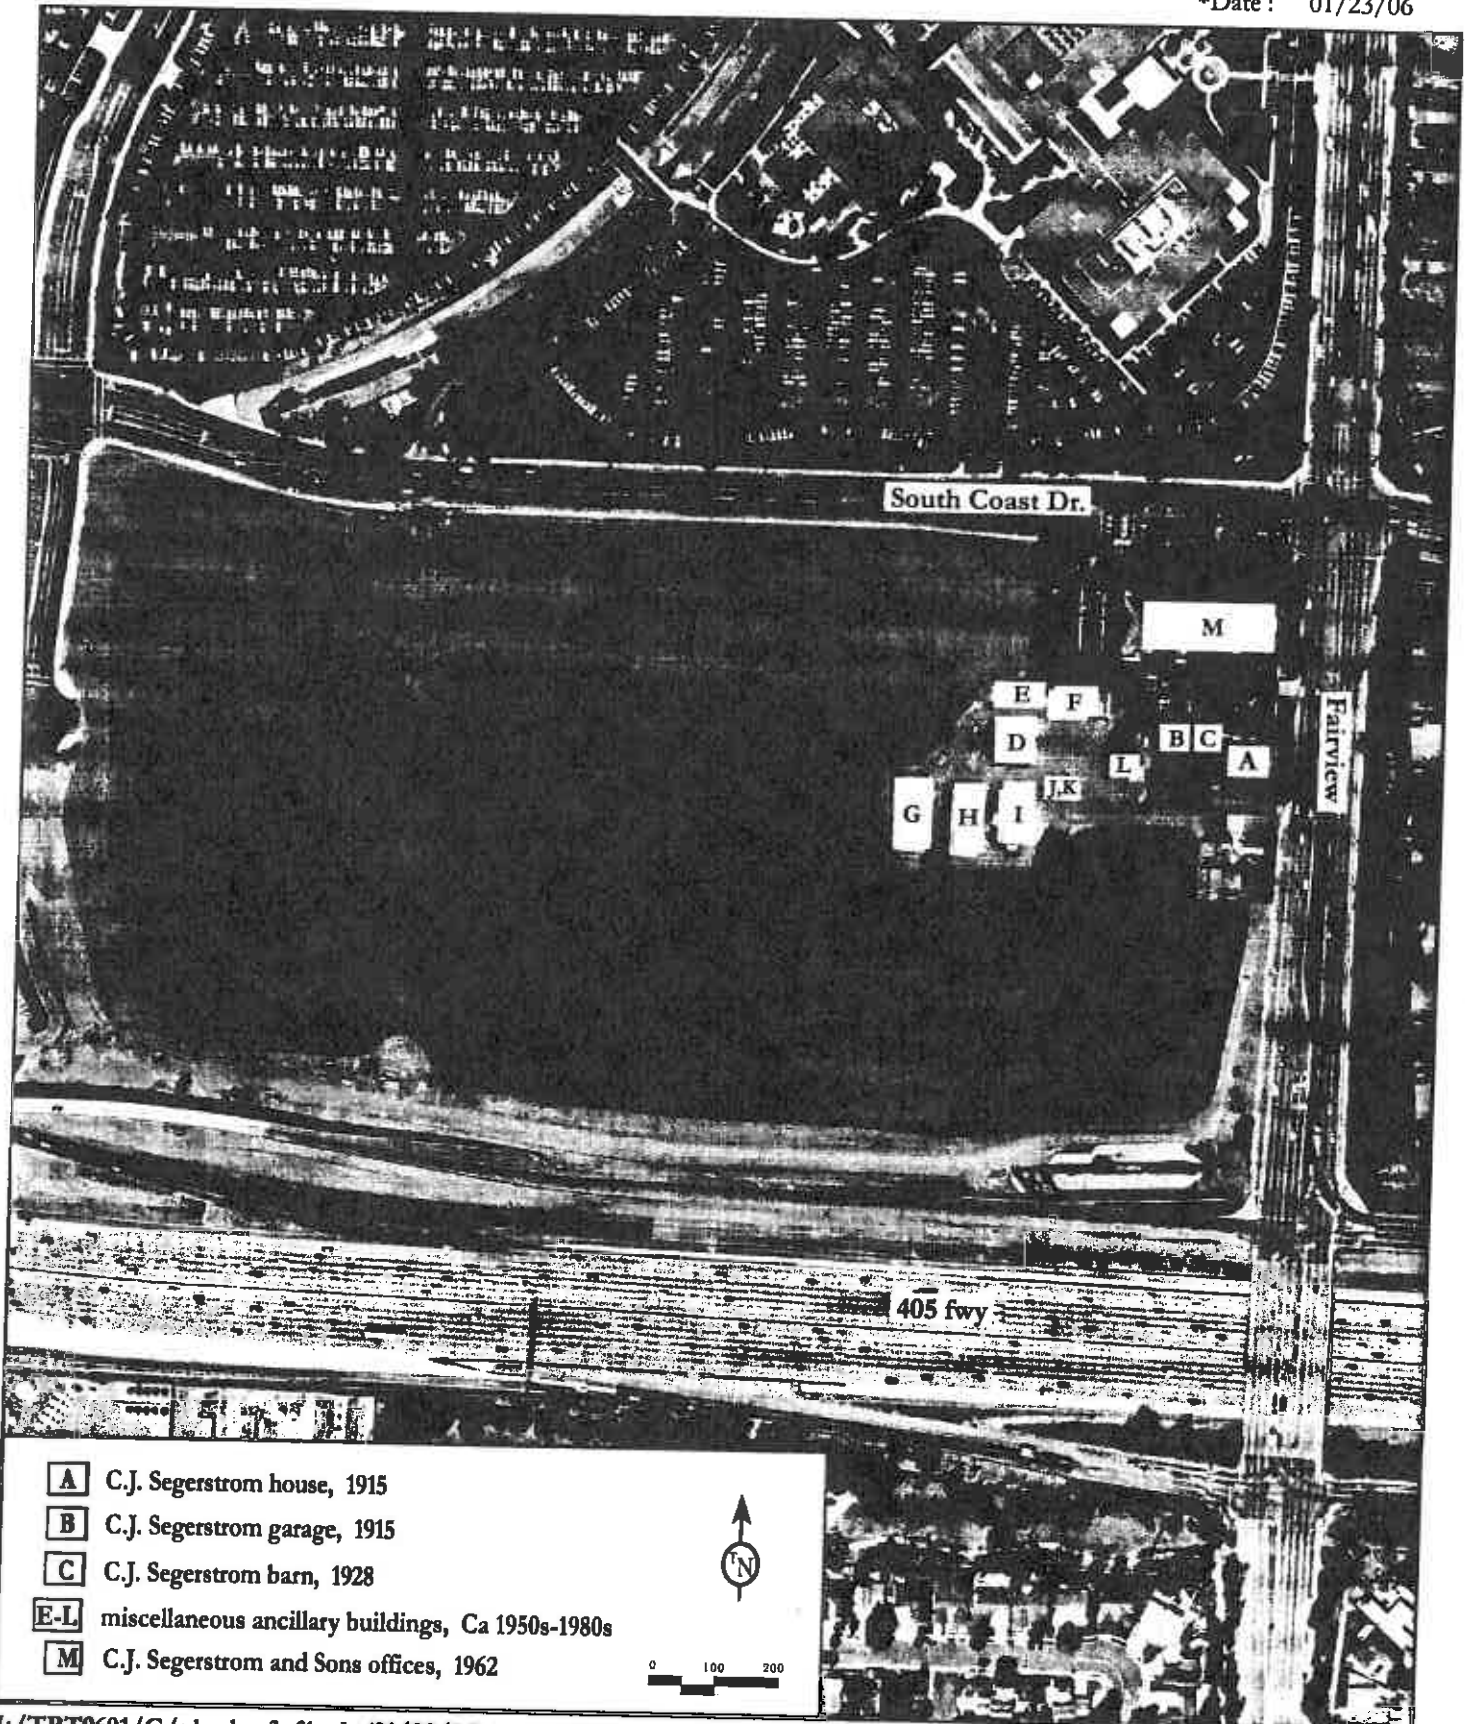 *Date : 01/23/06
South Coast Dr.
M
E F
D
B C
A
L
J,K
G H I
Fairview
405 fwy
A C.J. Segerstrom house, 1915
B C.J. Segerstrom garage, 1915
C C.J. Segerstrom barn, 1928
E-L miscellaneous ancillary buildings, Ca 1950s-1980s
M C.J. Segerstrom and Sons offices, 1962
TN
0 100 200